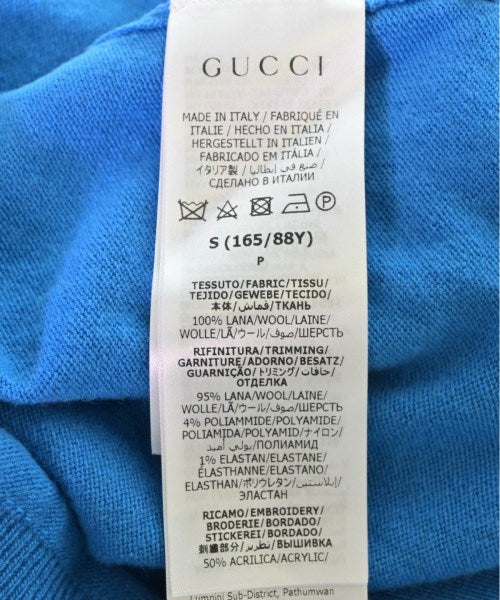 GUCCI
MADE IN ITALY / FABRIQUÉ EN
ITALIE / HECHO EN ITALIA /
HERGESTELLT IN ITALIEN /
FABRICADO EM ITÁLIA /
イタリア製 / صنع في إيطاليا /
СДЕЛАНО В ИТАЛИИ
P
S (165/88Y)
P
TESSUTO/FABRIC/TISSU/
TEJIDO/GEWEBE/TECIDO/
本体/قماش/ТКАНЬ
100% LANA/WOOL/LAINE/
WOLLE/LÃ/ウール/صوف/ШЕРСТЬ
RIFINITURA/TRIMMING/
GARNITURE/ADORNO/BESATZ/
GUARNIÇÃO/トリミング/حافات/
ОТДЕЛКА
95% LANA/WOOL/LAINE/
WOLLE/LÃ/ウール/صوف/ШЕРСТЬ
4% POLIAMMIDE/POLYAMIDE/
POLIAMIDA/POLYAMID/ナイロン/
بولي أميد/ПОЛИАМИД
1% ELASTAN/ELASTANE/
ÉLASTHANNE/ELASTANO/
ELASTHAN/ポリウレタン/إيلاستين/
ЭЛАСТАН
RICAMO/EMBROIDERY/
BRODERIE/BORDADO/
STICKEREI/BORDADO/
刺繍部分/تطريز/ВЫШИВКА
50% ACRILICA/ACRYLIC/
Lumpini Sub-District, Pathumwan